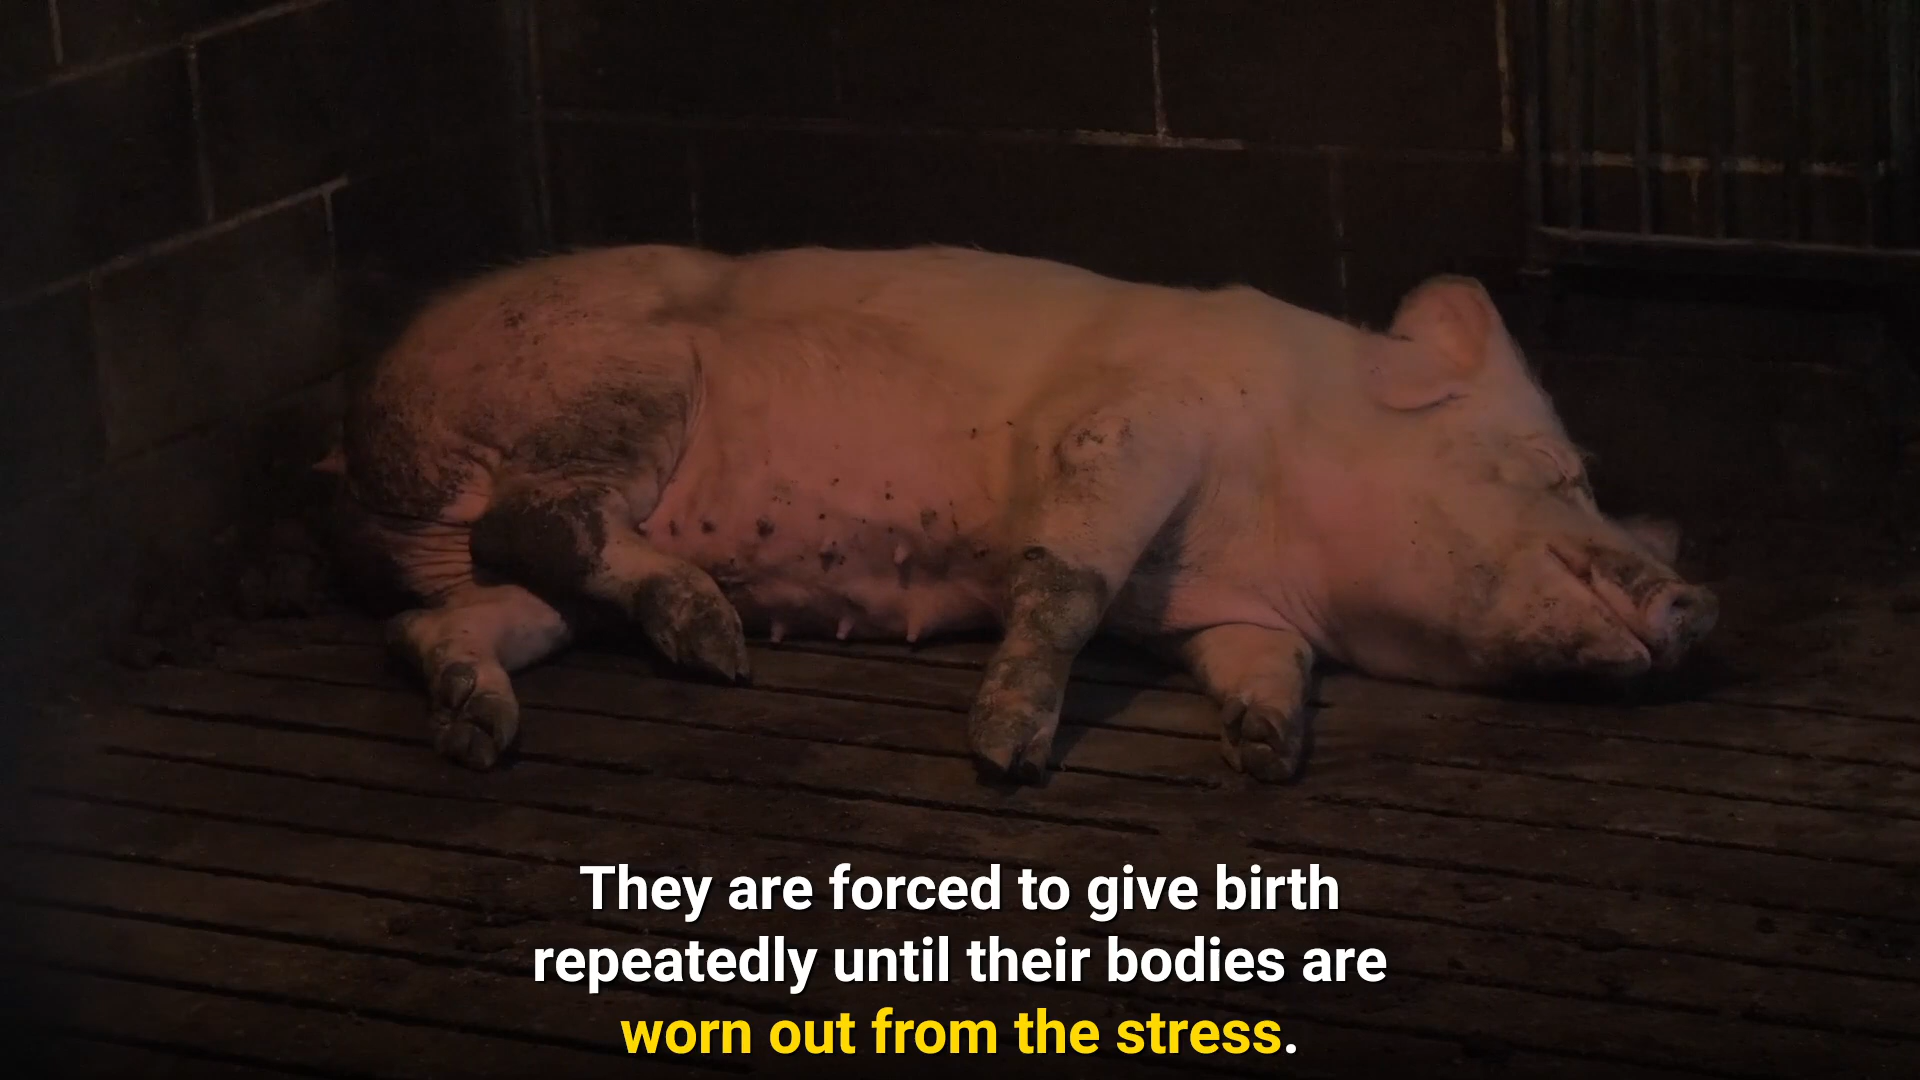 They are forced to give birth
repeatedly until their bodies are
worn out from the stress.